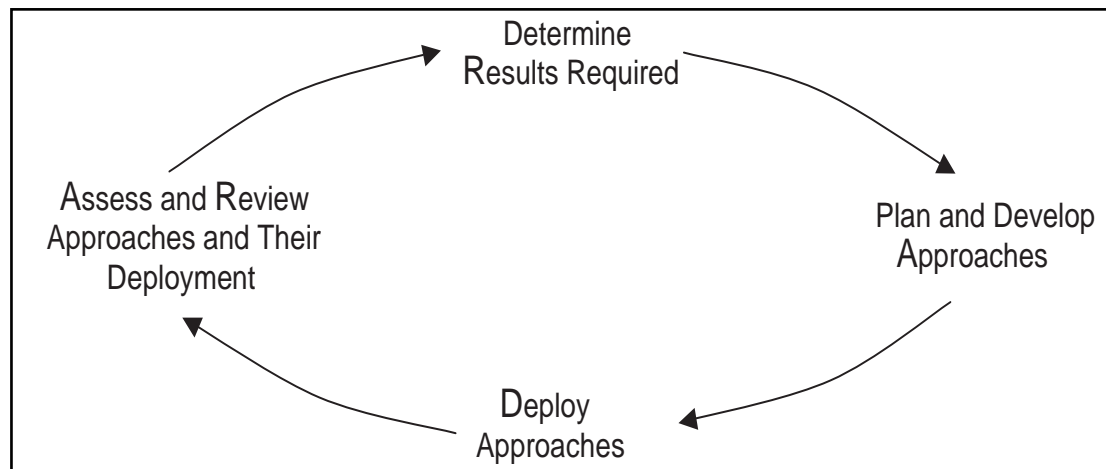 Determine
Results Required
Assess and Review
Approaches and Their
Deployment
Plan and Develop
Approaches
Deploy
Approaches